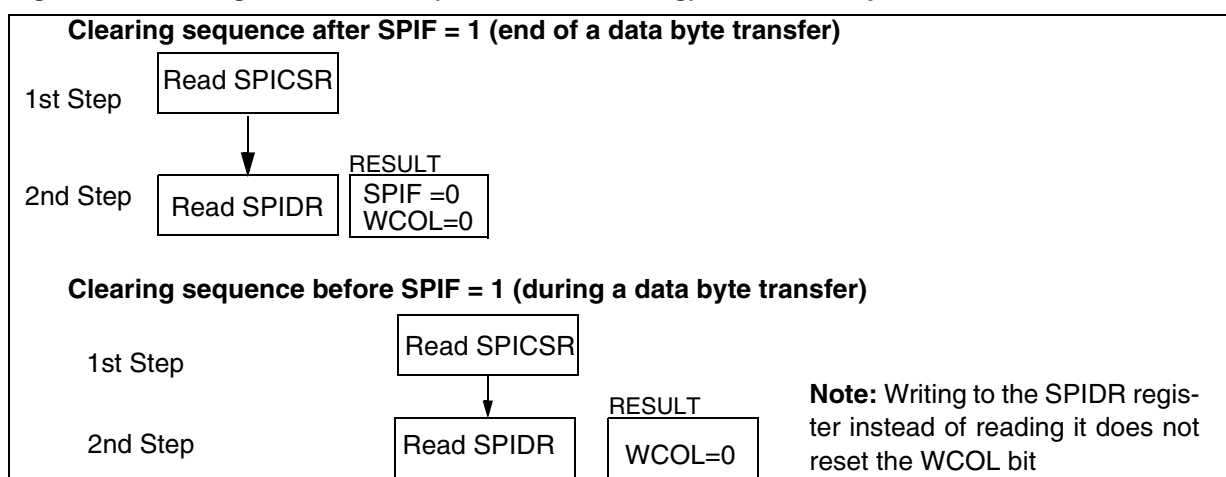 Clearing sequence after SPIF = 1 (end of a data byte transfer)
1st Step
Read SPICSR
2nd Step
Read SPIDR
RESULT
SPIF =0
WCOL=0
Clearing sequence before SPIF = 1 (during a data byte transfer)
1st Step
Read SPICSR
2nd Step
Read SPIDR
RESULT
WCOL=0
Note: Writing to the SPIDR regis-
ter instead of reading it does not
reset the WCOL bit